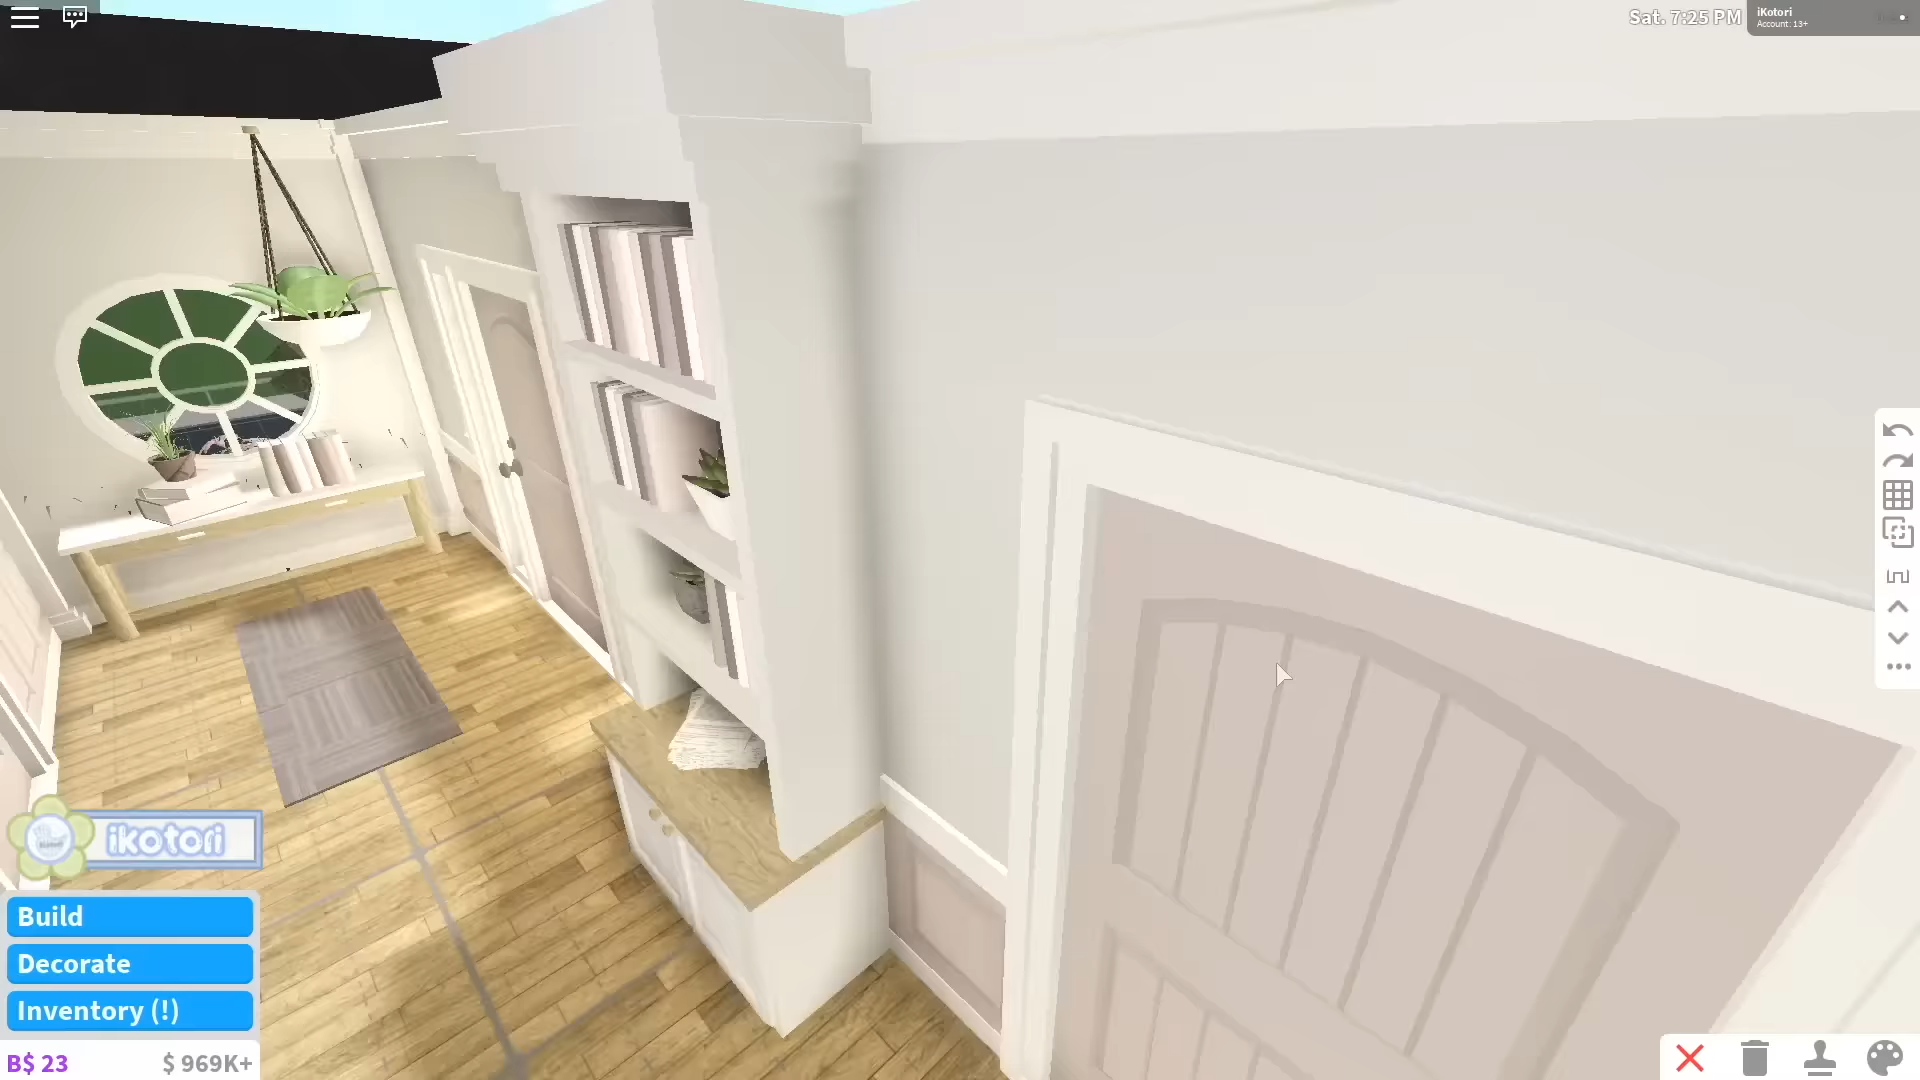 Sat. 7:25 PM
iKotori
Account: 13+
ikotori
Build
Decorate
Inventory (!)
B$ 23
$ 969K+